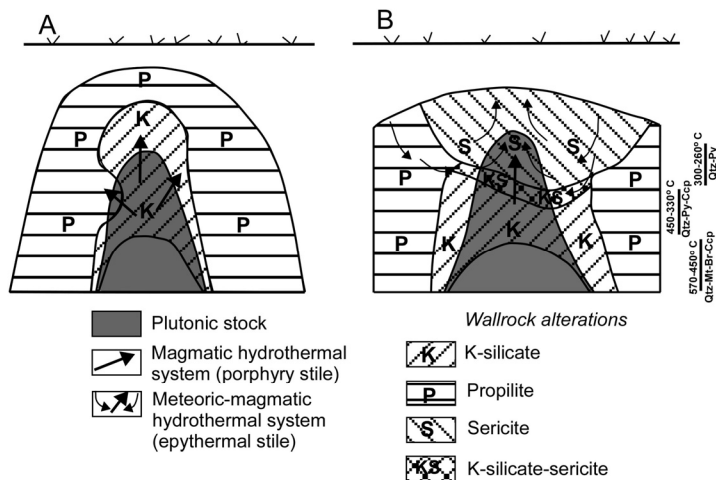 A
B
P
K
P
P
K
P
P
S
S
S
P
KS
KS
P
P
K
K
K
P
300-260° C
Qtz-Py
450-330° C
Qtz-Py-Ccp
570-450° C
Qtz-Mt-Br-Ccp
Plutonic stock
Magmatic hydrothermal
system (porphyry stile)
Meteoric-magmatic
hydrothermal system
(epythermal stile)
Wallrock alterations
K K-silicate
P Propilite
S Sericite
KS K-silicate-sericite